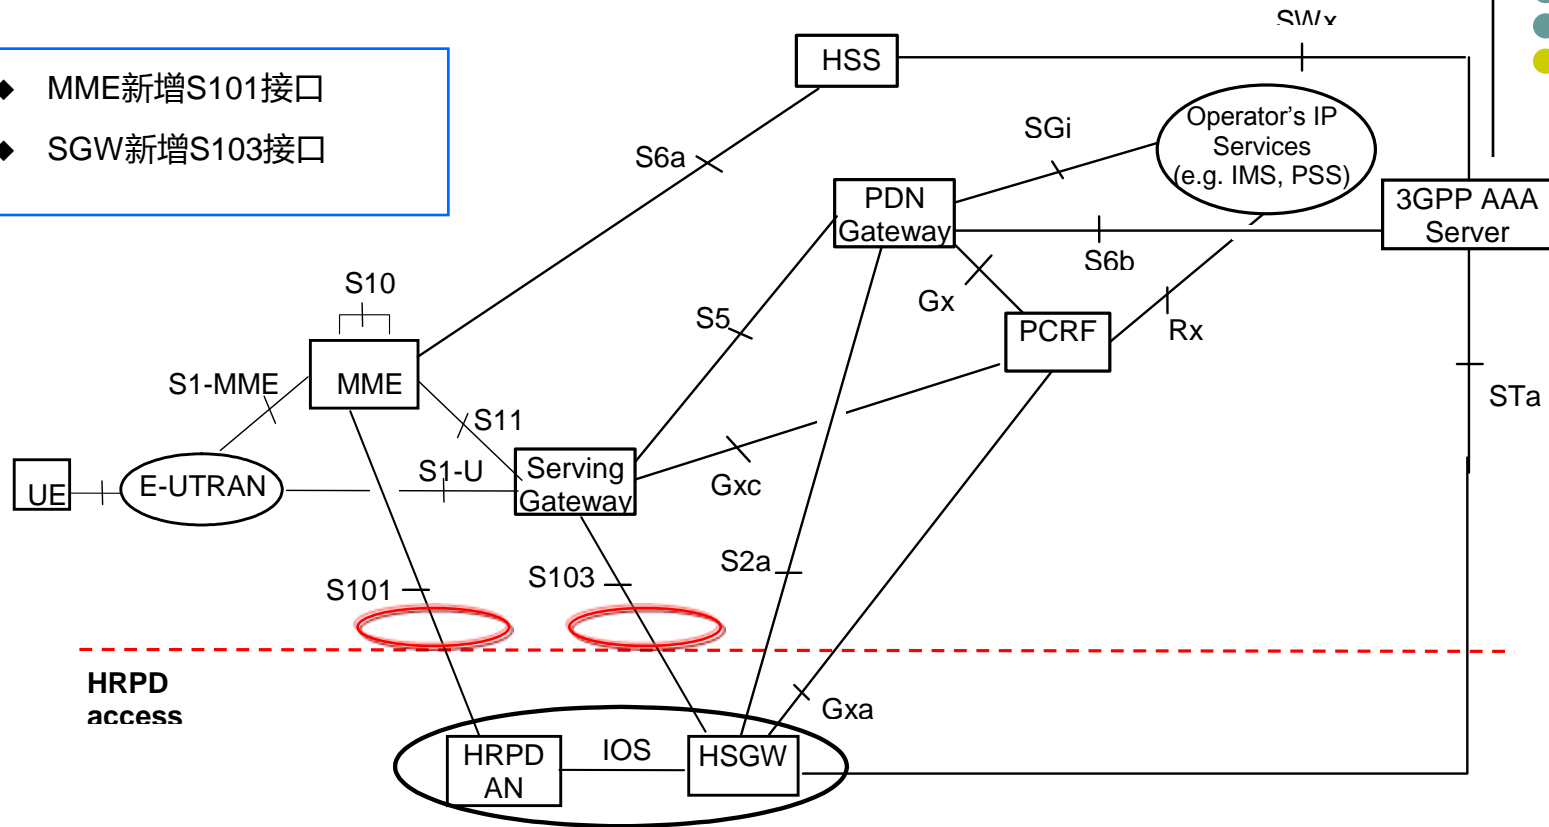 SWx
◆ MME新增S101接口
◆ SGW新增S103接口
HSS
Operator's IP
Services
(e.g. IMS, PSS)
SGi
S6a
PDN
Gateway
3GPP AAA
Server
S6b
S10
Gx
S5
PCRF
Rx
MME
S1-MME
STa
S11
Serving
Gateway
S1-U
Gxc
UE
E-UTRAN
S2a
S103
S101
HRPD
access
Gxa
HRPD
AN
IOS
HSGW